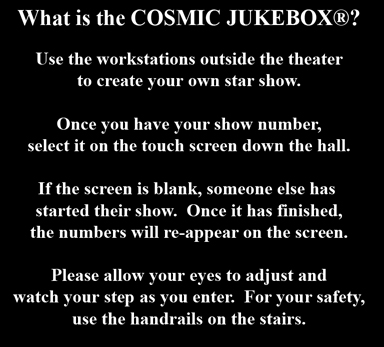 What is the COSMIC JUKEBOX®?
Use the workstations outside the theater
to create your own star show.
Once you have your show number,
select it on the touch screen down the hall.
If the screen is blank, someone else has
started their show.  Once it has finished,
the numbers will re-appear on the screen.
Please allow your eyes to adjust and
watch your step as you enter.  For your safety,
use the handrails on the stairs.